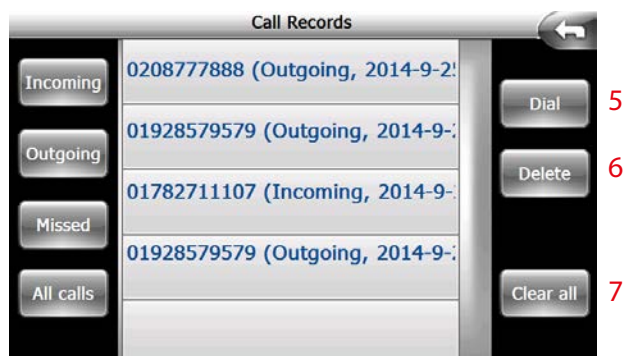 Call Records
Incoming
Outgoing
Missed
All calls
0208777888 (Outgoing, 2014-9-2
01928579579 (Outgoing, 2014-9-
01782711107 (Incoming, 2014-9-
01928579579 (Outgoing, 2014-9-
Dial 5
Delete 6
Clear all 7